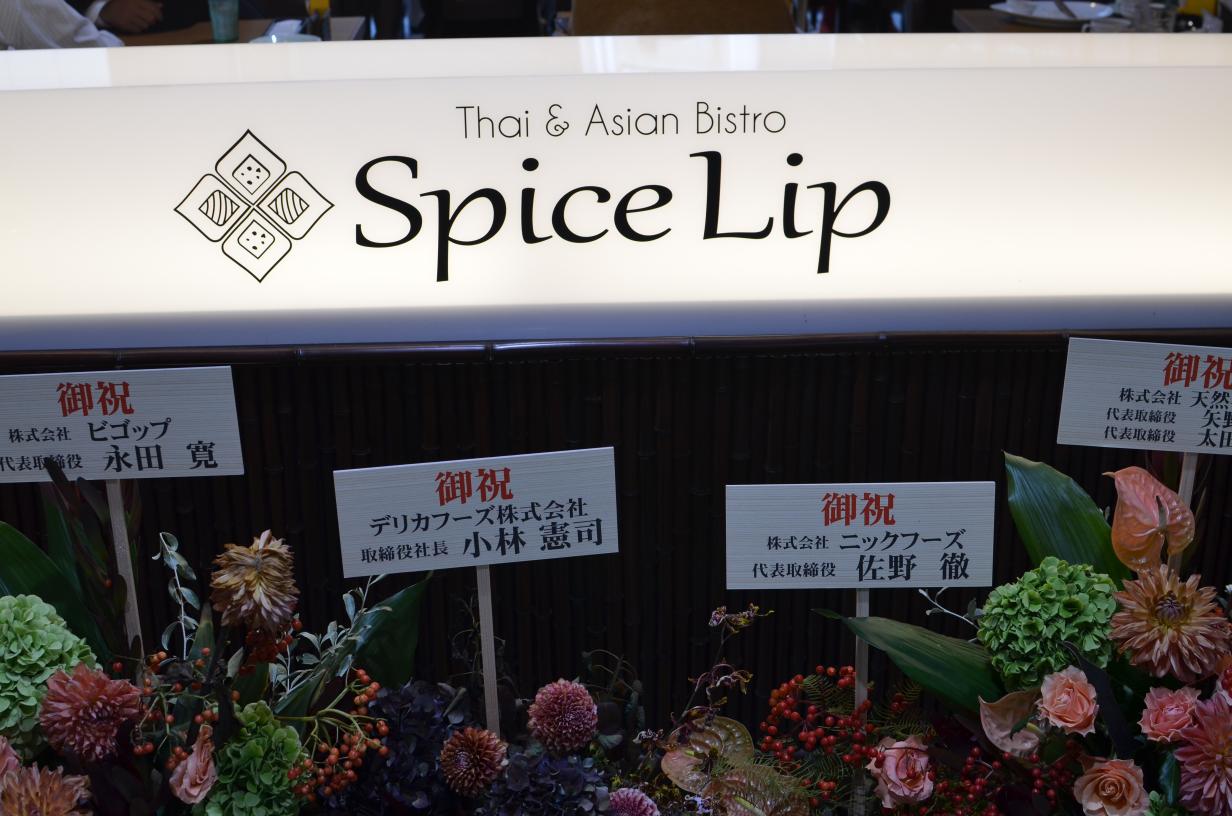 Thai & Asian Bistro
Spice Lip
御祝
株式会社 ビゴップ
代表取締役 永田 寛
御祝
デリカフーズ株式会社
取締役社長 小林 憲司
御祝
株式会社 ニックフーズ
代表取締役 佐野 徹
御祝
株式会社 天然
代表取締役 矢野
代表取締役 太田